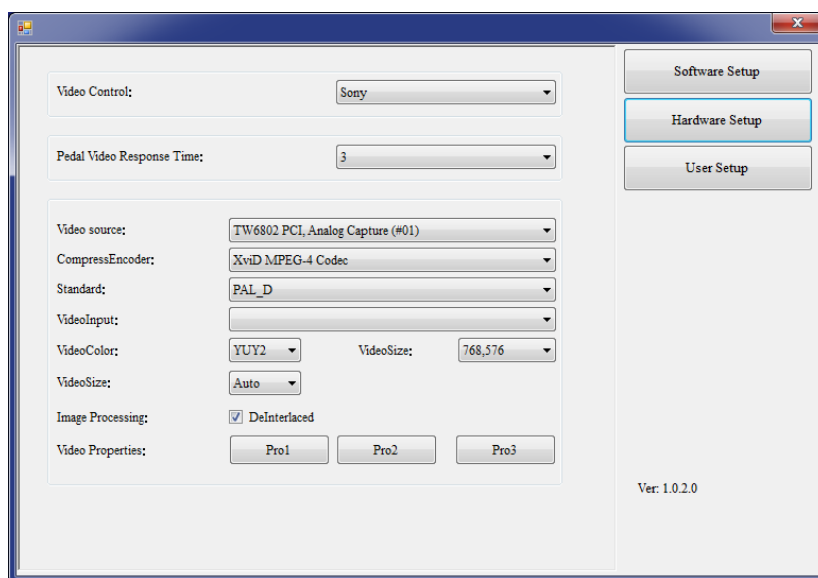 Software Setup
Video Control:
Sony
Hardware Setup
Pedal Video Response Time:
3
User Setup
Video source:
TW6802 PCI, Analog Capture (#01)
CompressEncoder:
XviD MPEG-4 Codec
Standard:
PAL_D
VideoInput:
VideoColor:
YUY2
VideoSize:
768,576
VideoSize:
Auto
Image Processing:
DeInterlaced
Video Properties:
Pro1
Pro2
Pro3
Ver: 1.0.2.0